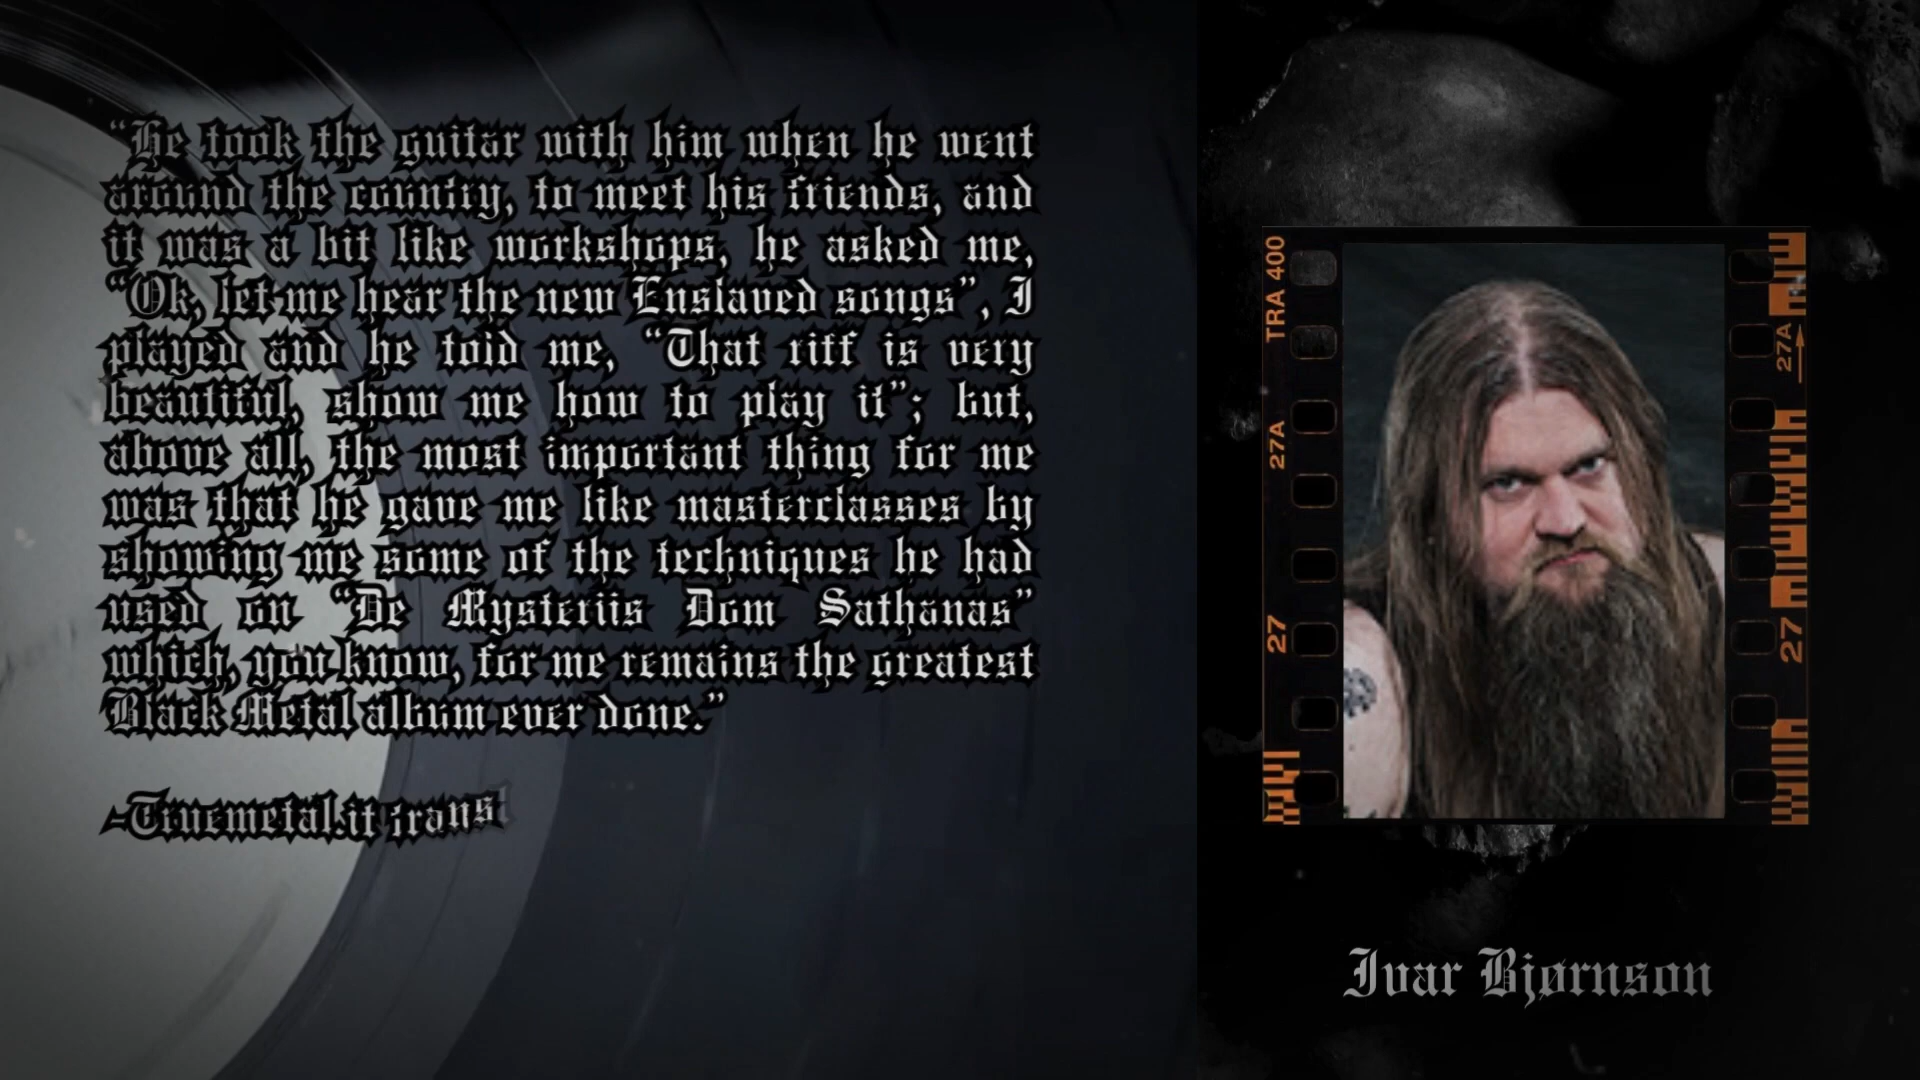 “He took the guitar with him when he went
around the country, to meet his friends, and
it was a bit like workshops, he asked me,
“Ok, let me hear the new Enslaved songs”, I
played and he told me, “That riff is very
beautiful, show me how to play it”; but,
above all, the most important thing for me
was that he gave me like masterclasses by
showing me some of the techniques he had
used on “De Mysteriis Dom Sathanas”
which, you know, for me remains the greatest
Black Metal album ever done.”
-Truemetal.it transl
TRA 400
27A
27
27A
27
Ivar Bjørnson